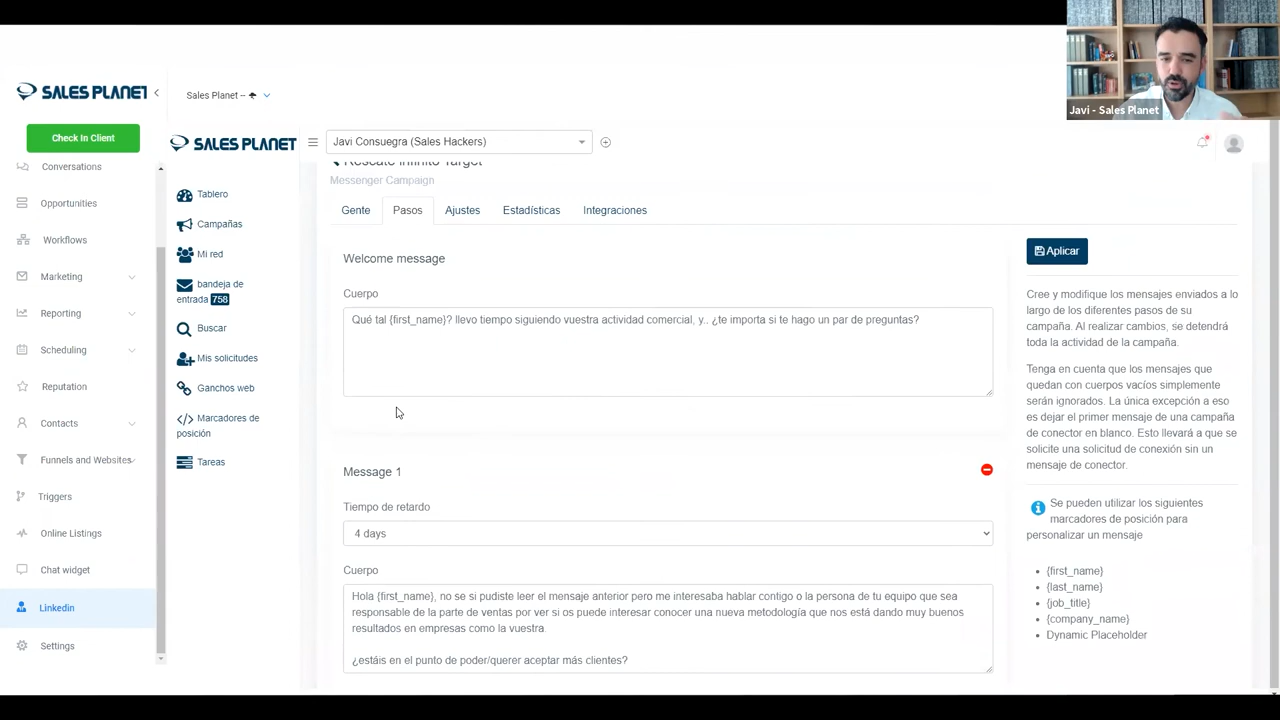 Javi - Sales Planet
SALES PLANET
Sales Planet --
Check In Client
Conversations
Opportunities
Workflows
Marketing
Reporting
Scheduling
Reputation
Contacts
Funnels and Websites
Triggers
Online Listings
Chat widget
Linkedin
Settings
SALES PLANET
Javi Consuegra (Sales Hackers)
Tablero
Campañas
Mi red
bandeja de
entrada 758
Buscar
Mis solicitudes
Ganchos web
Marcadores de
posición
Tareas
Rescate Infinito Target
Messenger Campaign
Gente Pasos Ajustes Estadísticas Integraciones
Welcome message
Cuerpo
Qué tal {first_name}? llevo tiempo siguiendo vuestra actividad comercial, y.. ¿te importa si te hago un par de preguntas?
Message 1
Tiempo de retardo
4 days
Cuerpo
Hola {first_name}, no se si pudiste leer el mensaje anterior pero me interesaba hablar contigo o la persona de tu equipo que sea
responsable de la parte de ventas por ver si os puede interesar conocer una nueva metodología que nos está dando muy buenos
resultados en empresas como la vuestra.
¿estáis en el punto de poder/querer aceptar más clientes?
Aplicar
Cree y modifique los mensajes enviados a lo
largo de los diferentes pasos de su
campaña. Al realizar cambios, se detendrá
toda la actividad de la campaña.
Tenga en cuenta que los mensajes que
quedan con cuerpos vacíos simplemente
serán ignorados. La única excepción a eso
es dejar el primer mensaje de una campaña
de conector en blanco. Esto llevará a que se
solicite una solicitud de conexión sin un
mensaje de conector.
Se pueden utilizar los siguientes
marcadores de posición para
personalizar un mensaje
{first_name}
{last_name}
{job_title}
{company_name}
Dynamic Placeholder